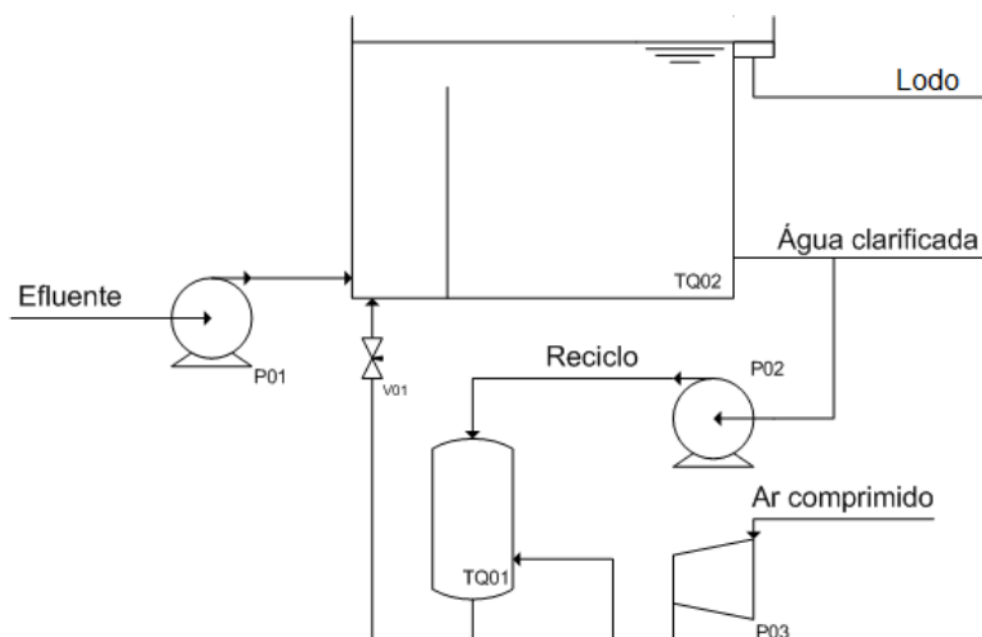 Lodo
Água clarificada
TQ02
Efluente
P01
V01
Reciclo
P02
Ar comprimido
TQ01
P03